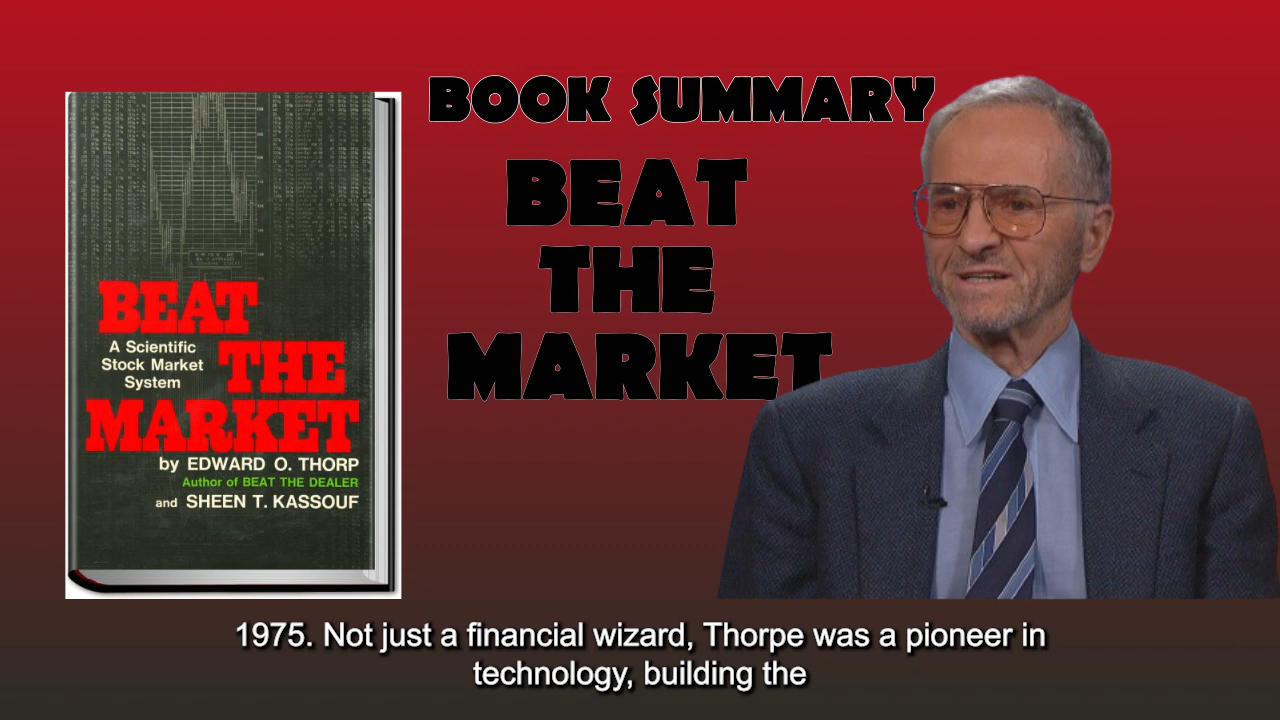 BOOK SUMMARY
BEAT
THE
MARKET
BEAT
A Scientific
Stock Market
System
THE
MARKET
by EDWARD O. THORP
Author of BEAT THE DEALER
and SHEEN T. KASSOUF
1975. Not just a financial wizard, Thorpe was a pioneer in
technology, building the